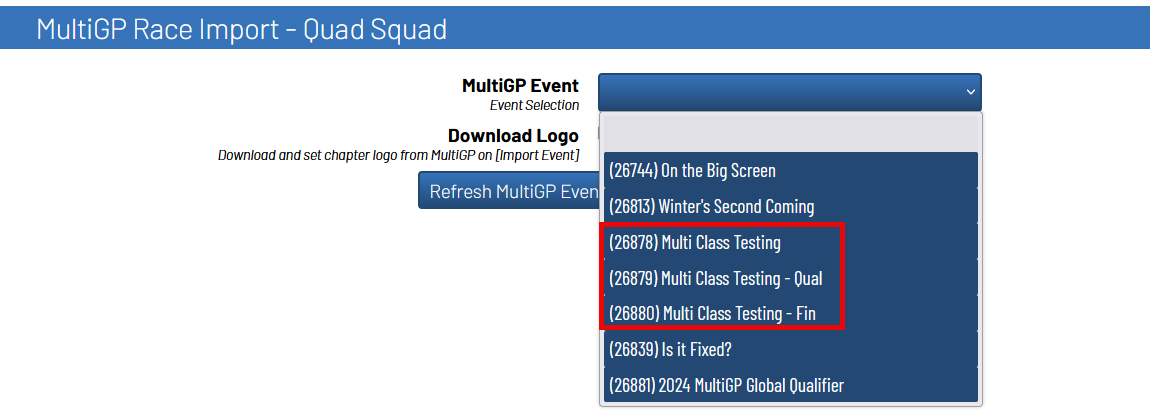 MultiGP Race Import - Quad Squad
MultiGP Event
Event Selection
Download Logo
Download and set chapter logo from MultiGP on [Import Event]
Refresh MultiGP Even
(26744) On the Big Screen
(26813) Winter's Second Coming
(26878) Multi Class Testing
(26879) Multi Class Testing - Qual
(26880) Multi Class Testing - Fin
(26839) Is it Fixed?
(26881) 2024 MultiGP Global Qualifier